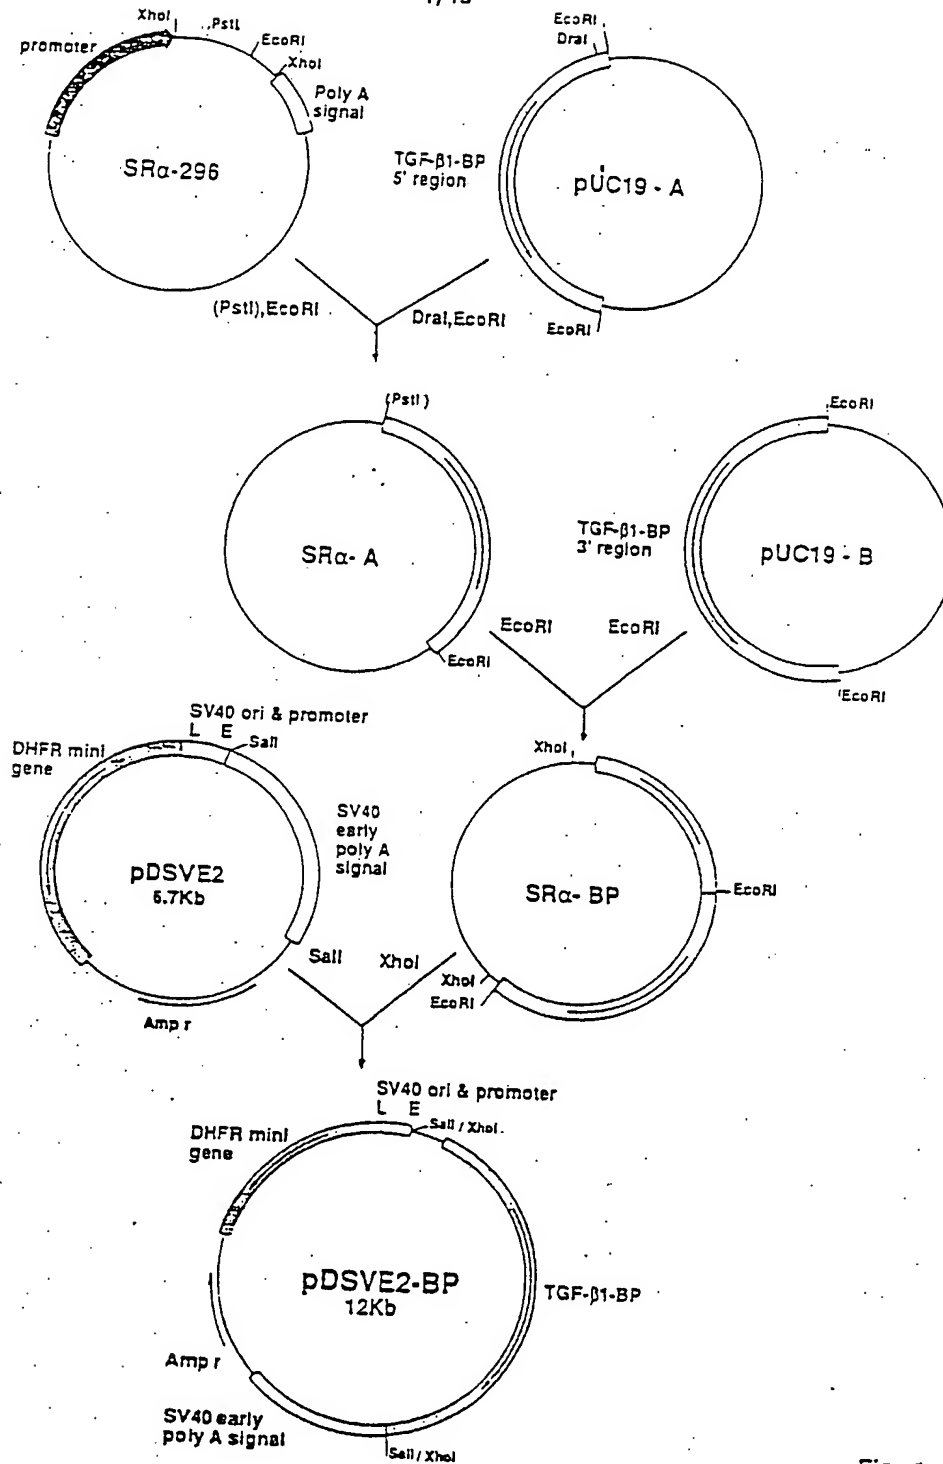 XhoI
PstI
promoter
EcoRI
XhoI
Poly A
signal
SRα-296
EcoRI
DraI
TGF-β1-BP
5' region
pUC19 - A
EcoRI
(PstI),EcoRI
DraI,EcoRI
(PstI)
EcoRI
SRα- A
TGF-β1-BP
3' region
pUC19 - B
EcoRI
EcoRI
EcoRI
EcoRI
SV40 ori & promoter
L E
SalI
DHFR mini
gene
SV40
early
poly A
signal
pDSVE2
5.7Kb
Amp r
XhoI
SRα- BP
EcoRI
SalI
XhoI
XhoI
EcoRI
SV40 ori & promoter
L E
SalI / XhoI
DHFR mini
gene
pDSVE2-BP
12Kb
TGF-β1-BP
Amp r
SV40 early
poly A signal
SalI / XhoI